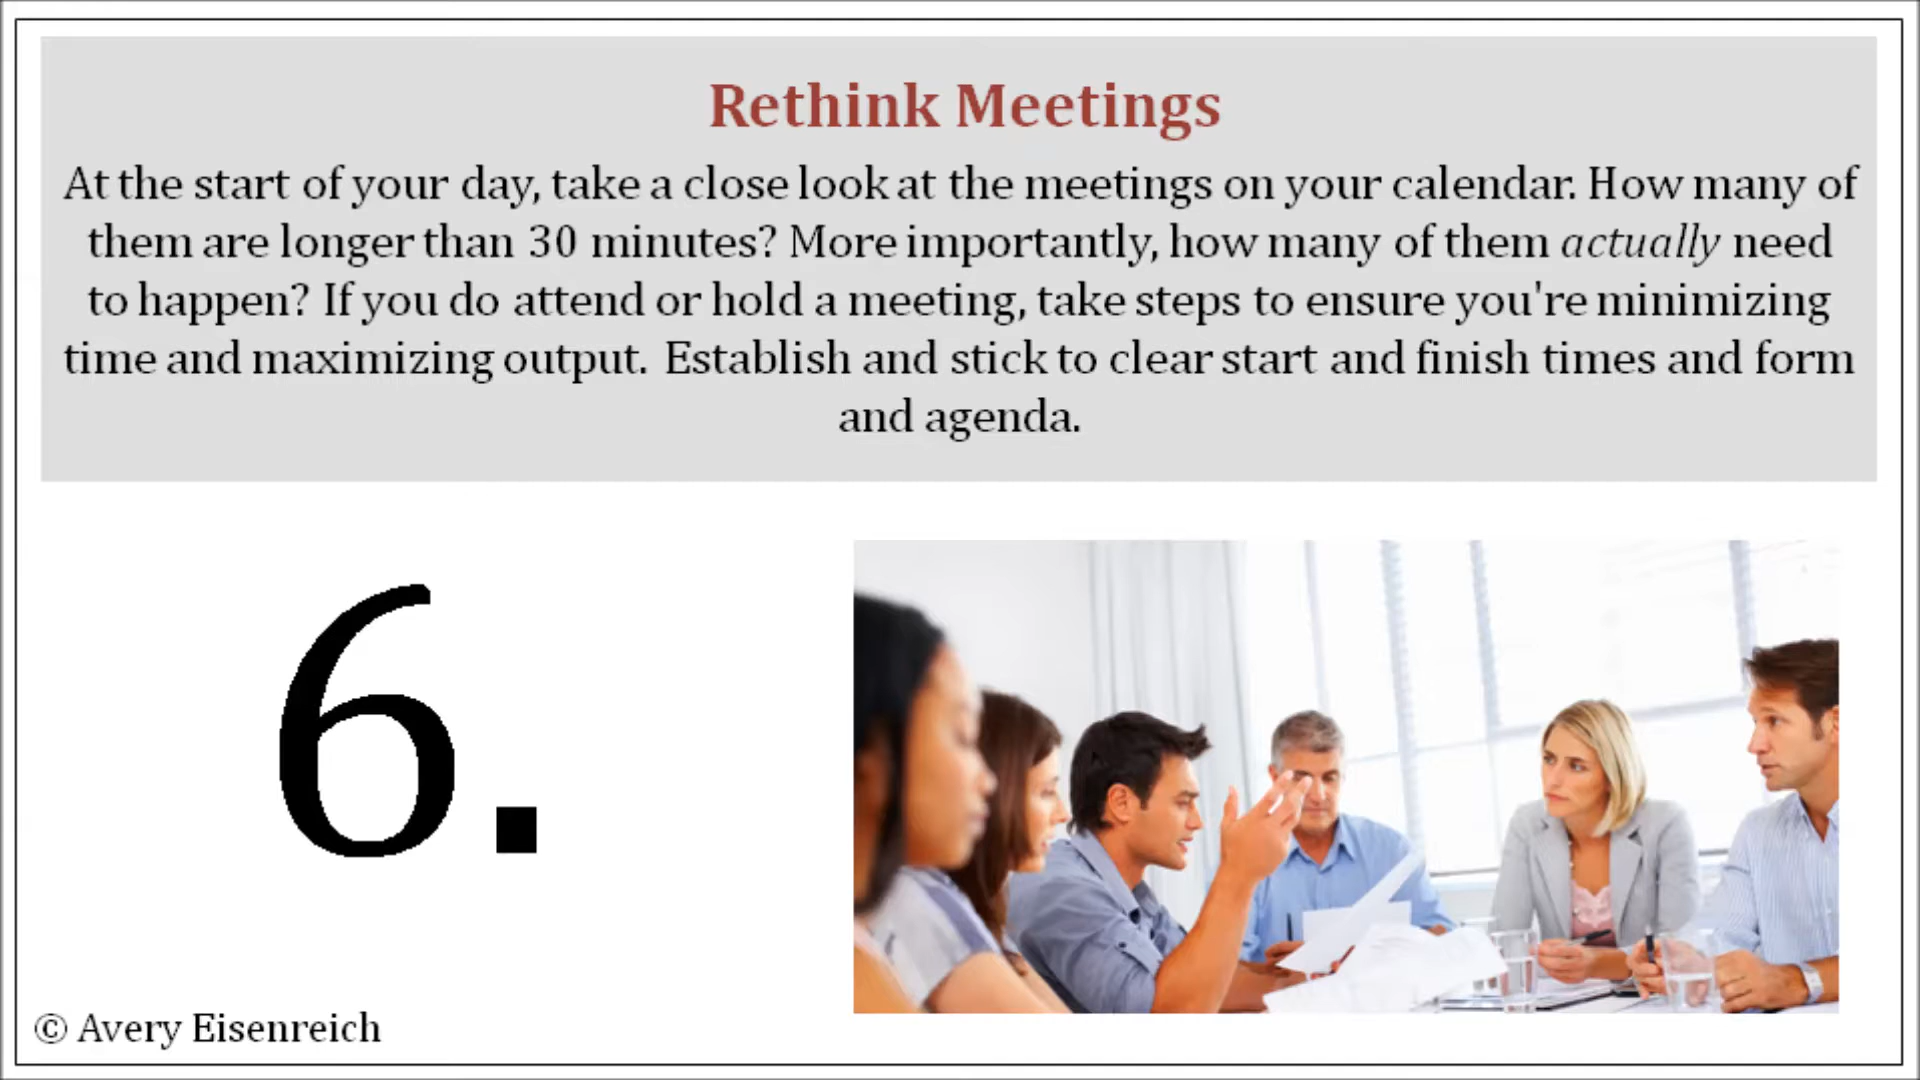 Rethink Meetings
At the start of your day, take a close look at the meetings on your calendar. How many of
them are longer than 30 minutes? More importantly, how many of them actually need
to happen? If you do attend or hold a meeting, take steps to ensure you're minimizing
time and maximizing output. Establish and stick to clear start and finish times and form
and agenda.
6.
© Avery Eisenreich